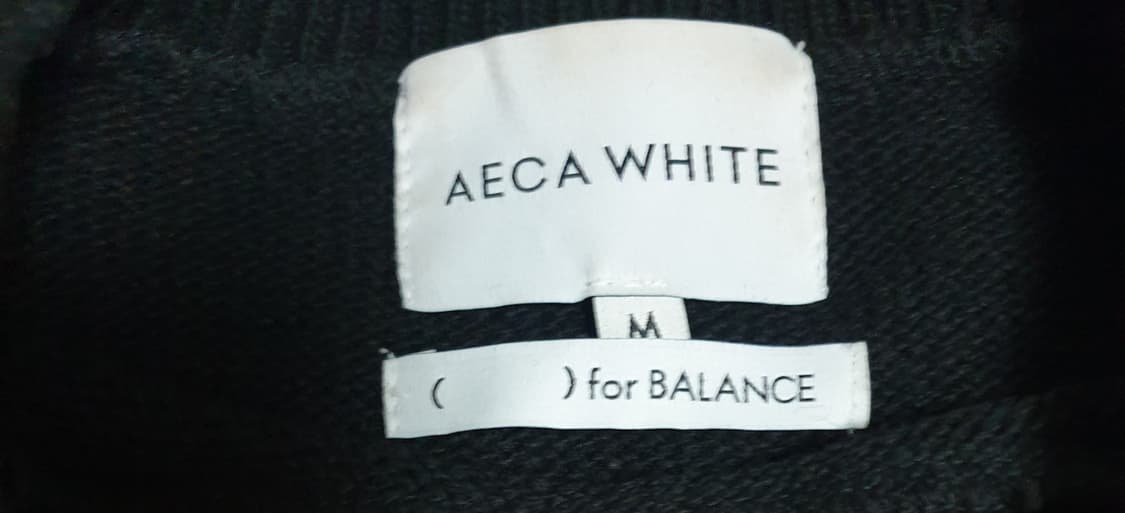 AECA WHITE
M
( ) for BALANCE